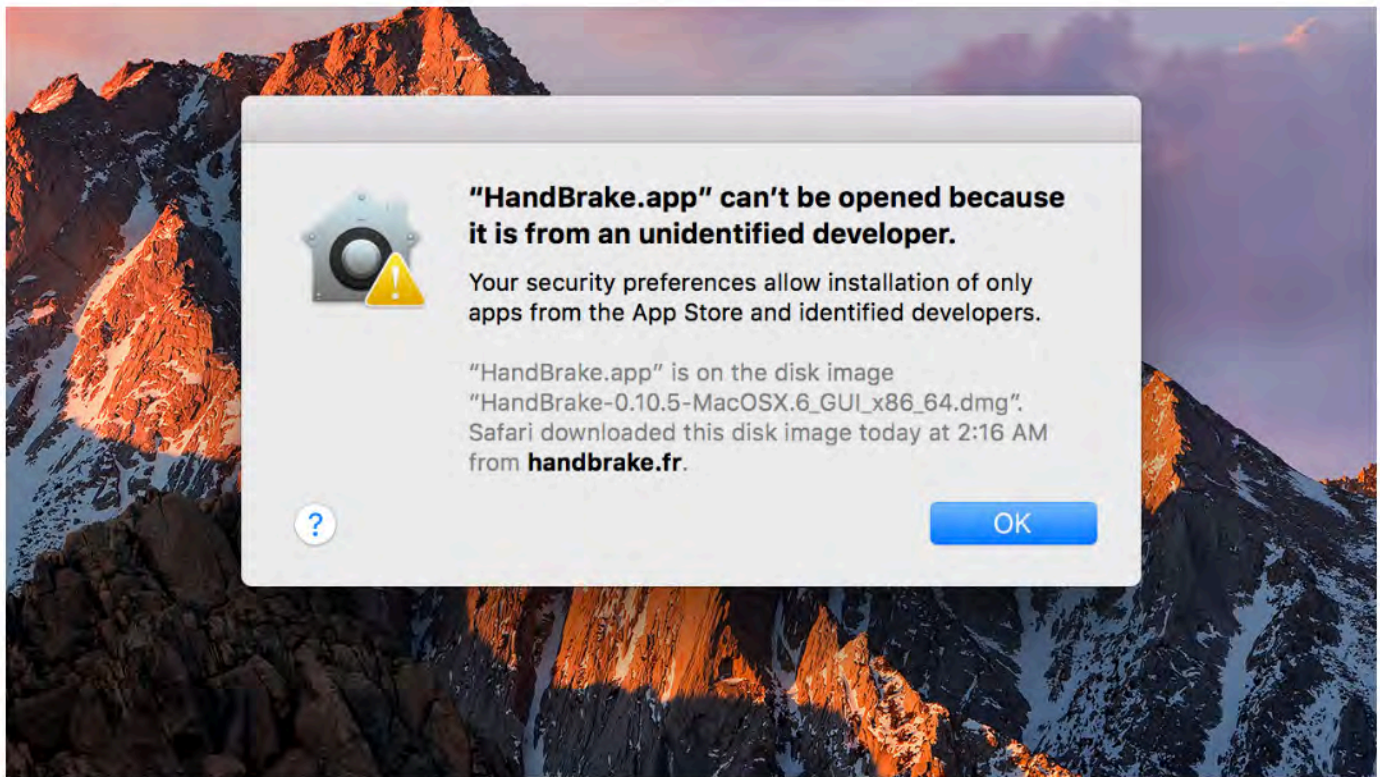 “HandBrake.app” can’t be opened because
it is from an unidentified developer.
Your security preferences allow installation of only
apps from the App Store and identified developers.
“HandBrake.app” is on the disk image
“HandBrake-0.10.5-MacOSX.6_GUI_x86_64.dmg”.
Safari downloaded this disk image today at 2:16 AM
from handbrake.fr.
?
OK